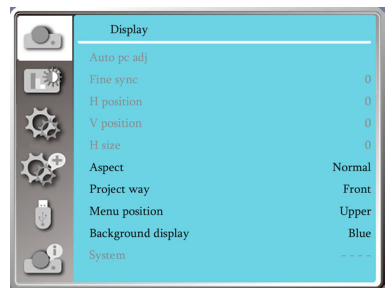 Display
Auto pc adj
Fine sync 0
H position 0
V position 0
H size 0
Aspect Normal
Project way Front
Menu position Upper
Background display Blue
System - - - -